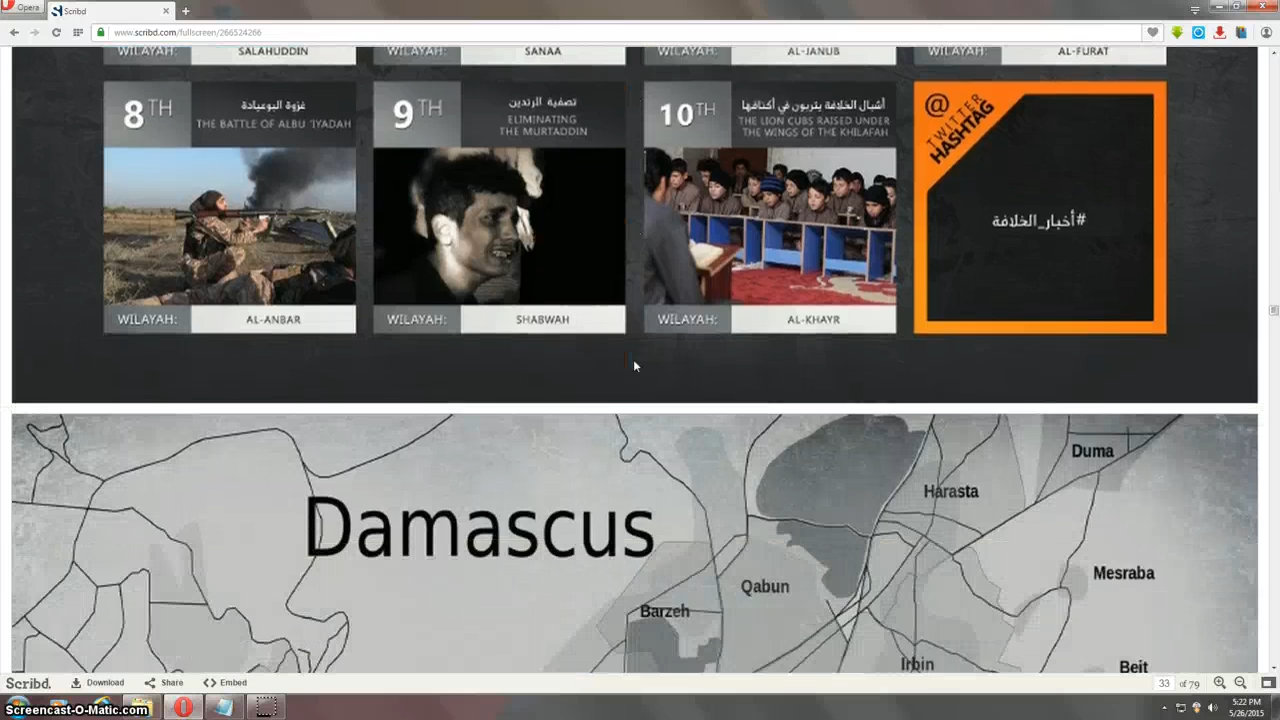 Opera
Scribd
www.scribd.com/fullscreen/266524266
WILAYAH: SALAHUDDIN
WILAYAH: SANAA
WILAYAH: AL-JANUB
WILAYAH: AL-FURAT
8TH
غزوة البوعيادة
THE BATTLE OF ALBU 'IYADAH
WILAYAH: AL-ANBAR
9TH
تصفية المرتدين
ELIMINATING
THE MURTADDIN
WILAYAH: SHABWAH
10TH
أشبال الخلافة يتربون في أكنافها
THE LION CUBS RAISED UNDER
THE WINGS OF THE KHILAFAH
WILAYAH: AL-KHAYR
@
TWITTER
HASHTAG
#أخبار_الخلافة
Damascus
Duma
Harasta
Mesraba
Qabun
Barzeh
Irbin
Beit
Scribd. Download Share Embed 33 of 79
Screencast-O-Matic.com
5:22 PM
5/26/2015